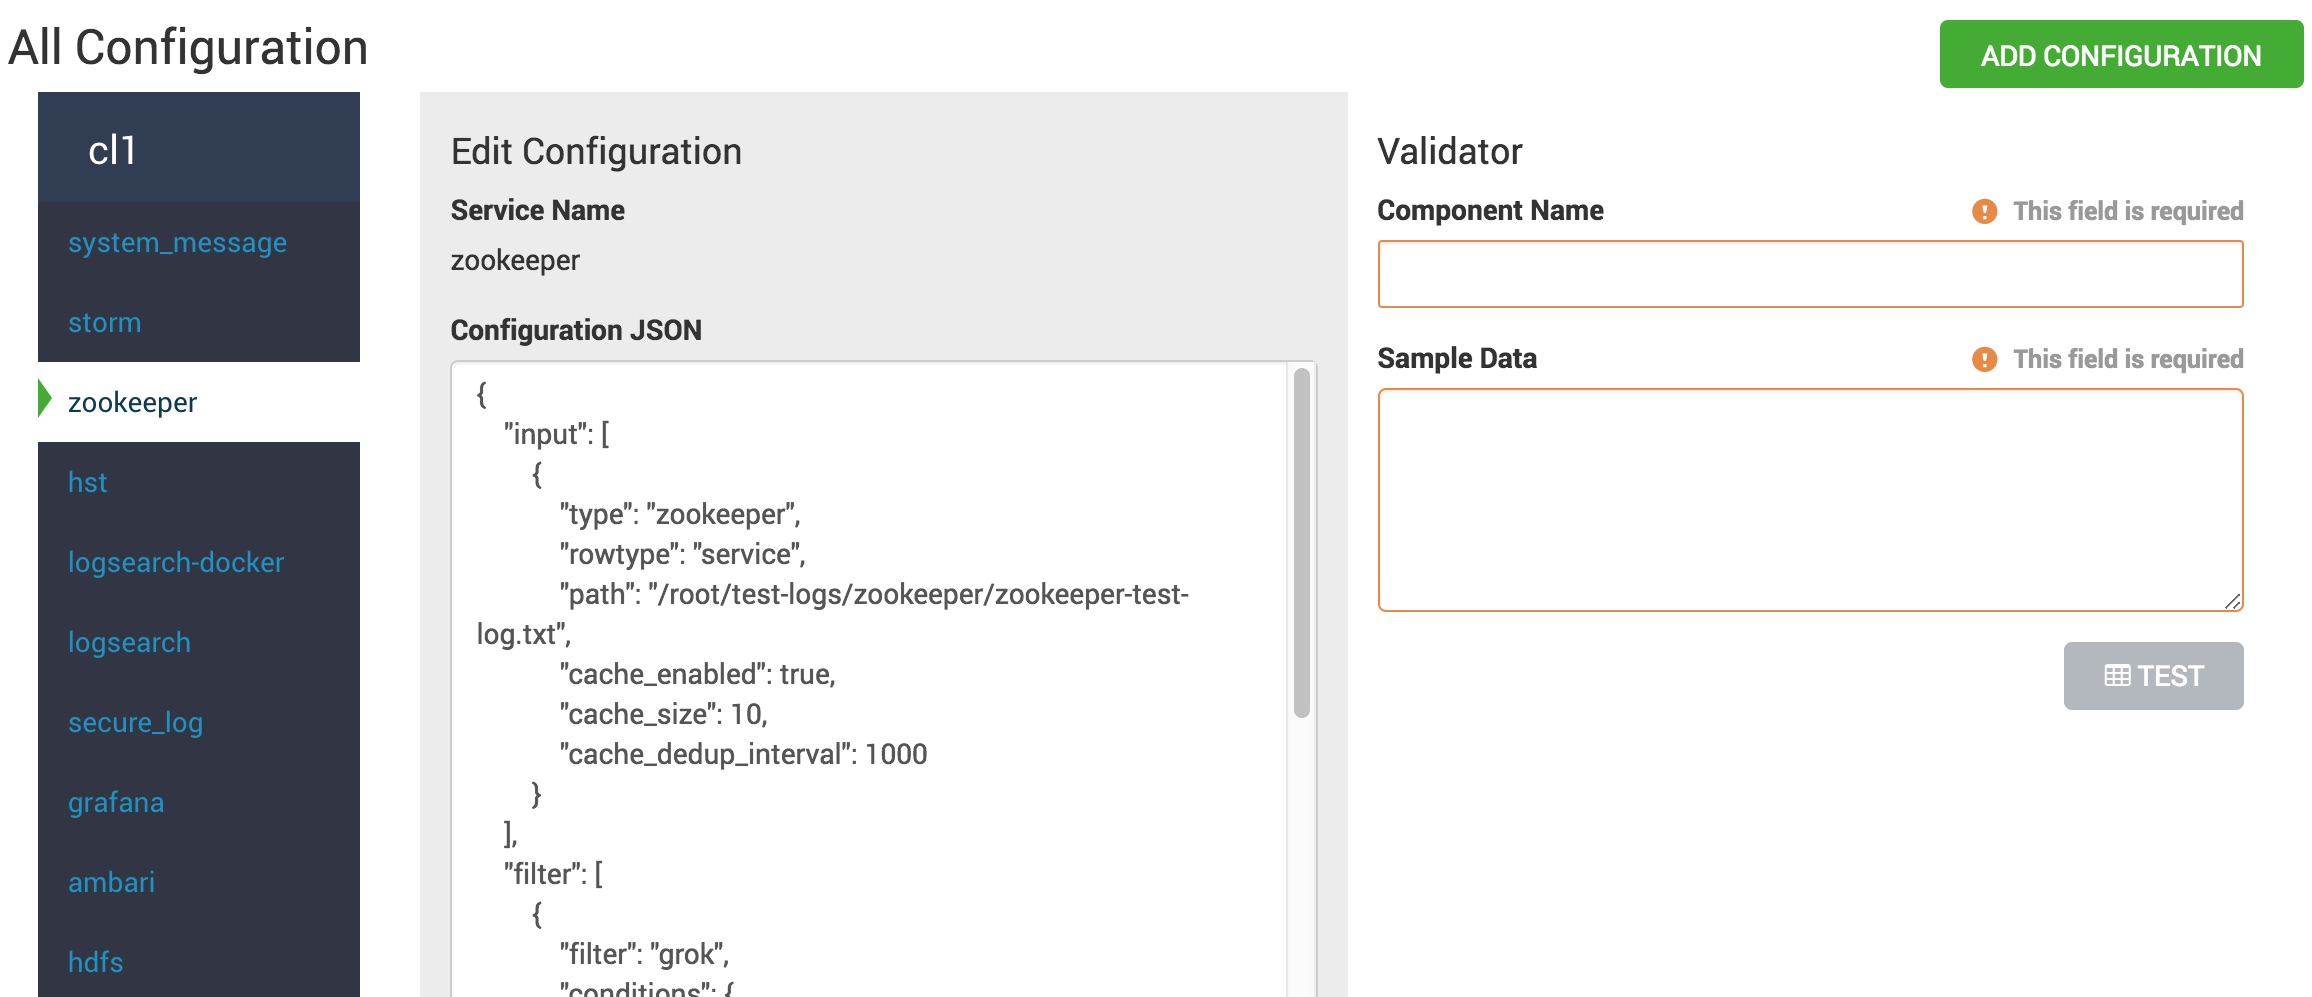 All Configuration
ADD CONFIGURATION
cl1
system_message
storm
zookeeper
hst
logsearch-docker
logsearch
secure_log
grafana
ambari
hdfs
Edit Configuration
Service Name
zookeeper
Configuration JSON
{
"input": [
{
"type": "zookeeper",
"rowtype": "service",
"path": "/root/test-logs/zookeeper/zookeeper-test-
log.txt",
"cache_enabled": true,
"cache_size": 10,
"cache_dedup_interval": 1000
}
],
"filter": [
{
"filter": "grok",
"conditions": {
Validator
Component Name
This field is required
Sample Data
This field is required
TEST